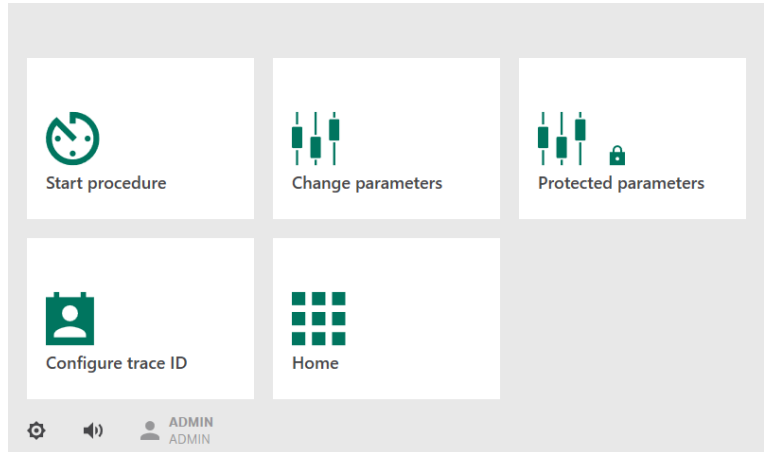 Start procedure
Change parameters
Protected parameters
Configure trace ID
Home
ADMIN
ADMIN